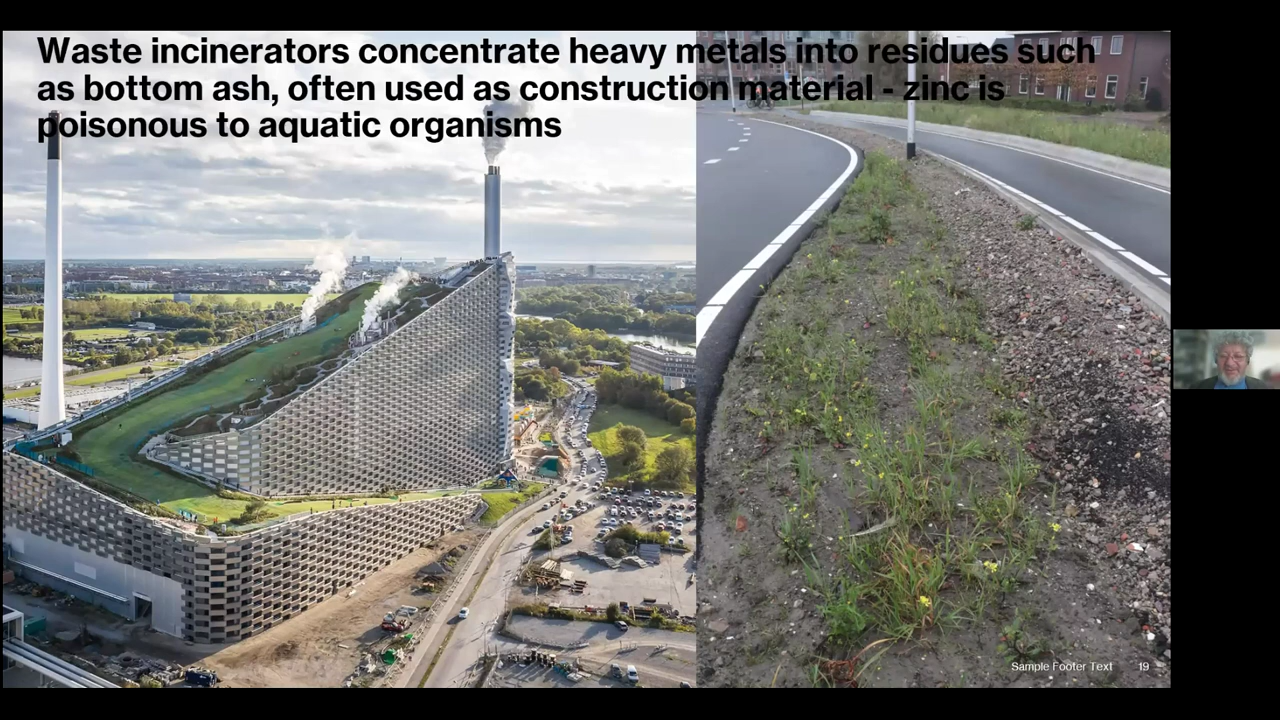 Waste incinerators concentrate heavy metals into residues such
as bottom ash, often used as construction material - zinc is
poisonous to aquatic organisms
Sample Footer Text
19